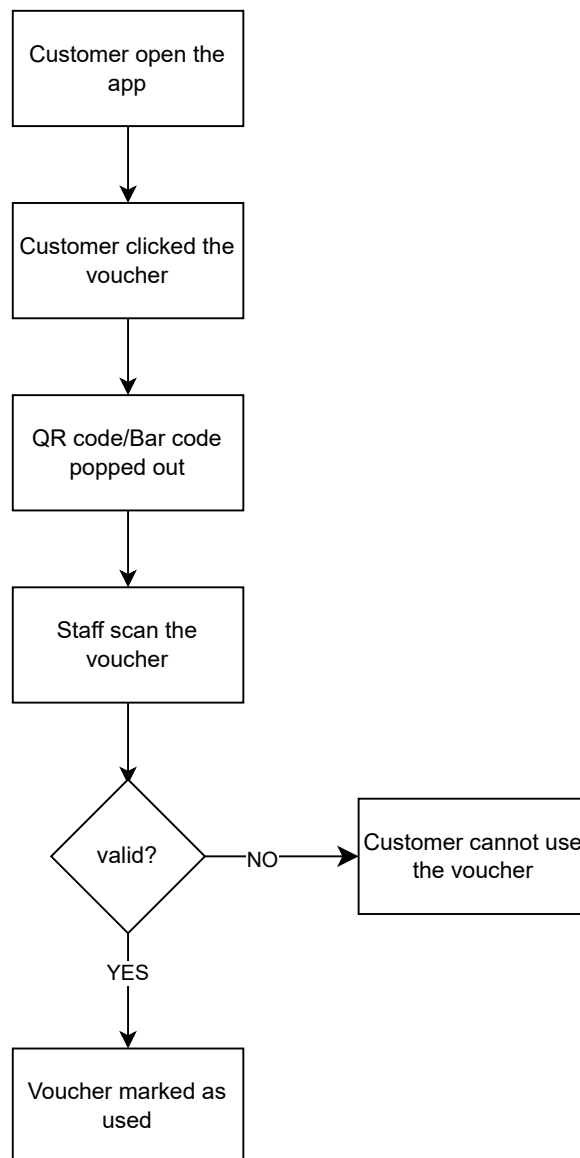 Customer open the
app
Customer clicked the
voucher
QR code/Bar code
popped out
Staff scan the
voucher
valid?
NO
Customer cannot use
the voucher
YES
Voucher marked as
used